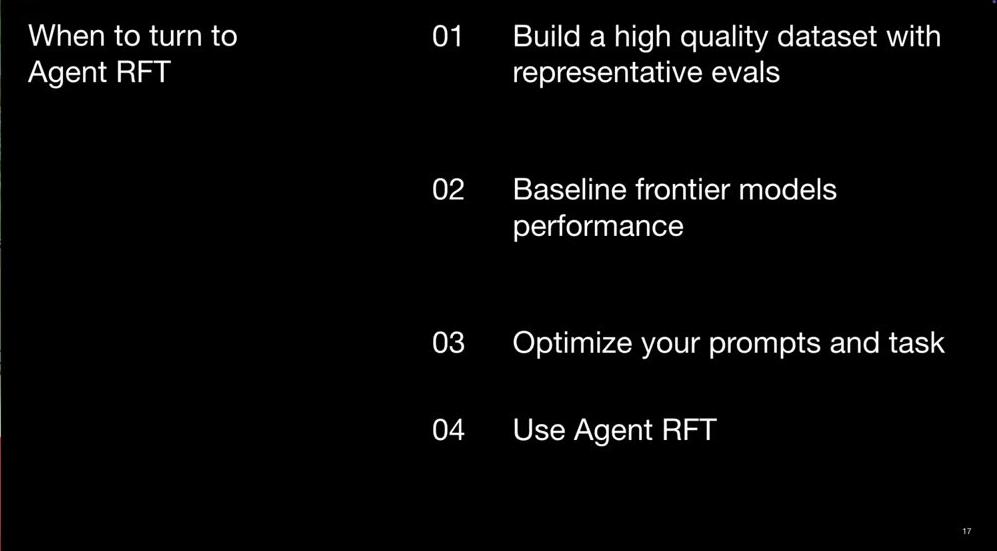 When to turn to
Agent RFT
01 Build a high quality dataset with
representative evals
02 Baseline frontier models
performance
03 Optimize your prompts and task
04 Use Agent RFT
17